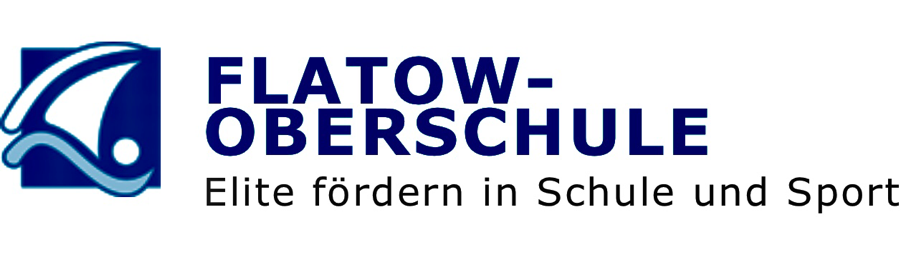 FLATOW-
OBERSCHULE
Elite fördern in Schule und Sport